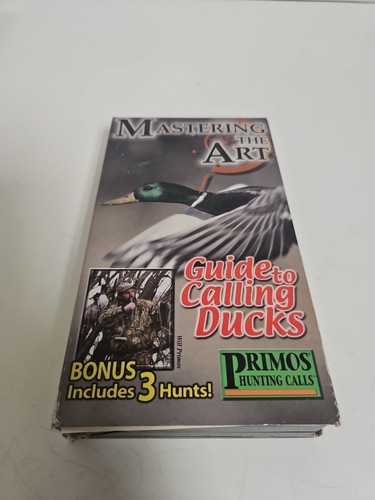 MASTERING
THE
ART
Guide to
Calling
Ducks
Will Primos
BONUS
Includes 3 Hunts!
PRIMOS
HUNTING CALLS